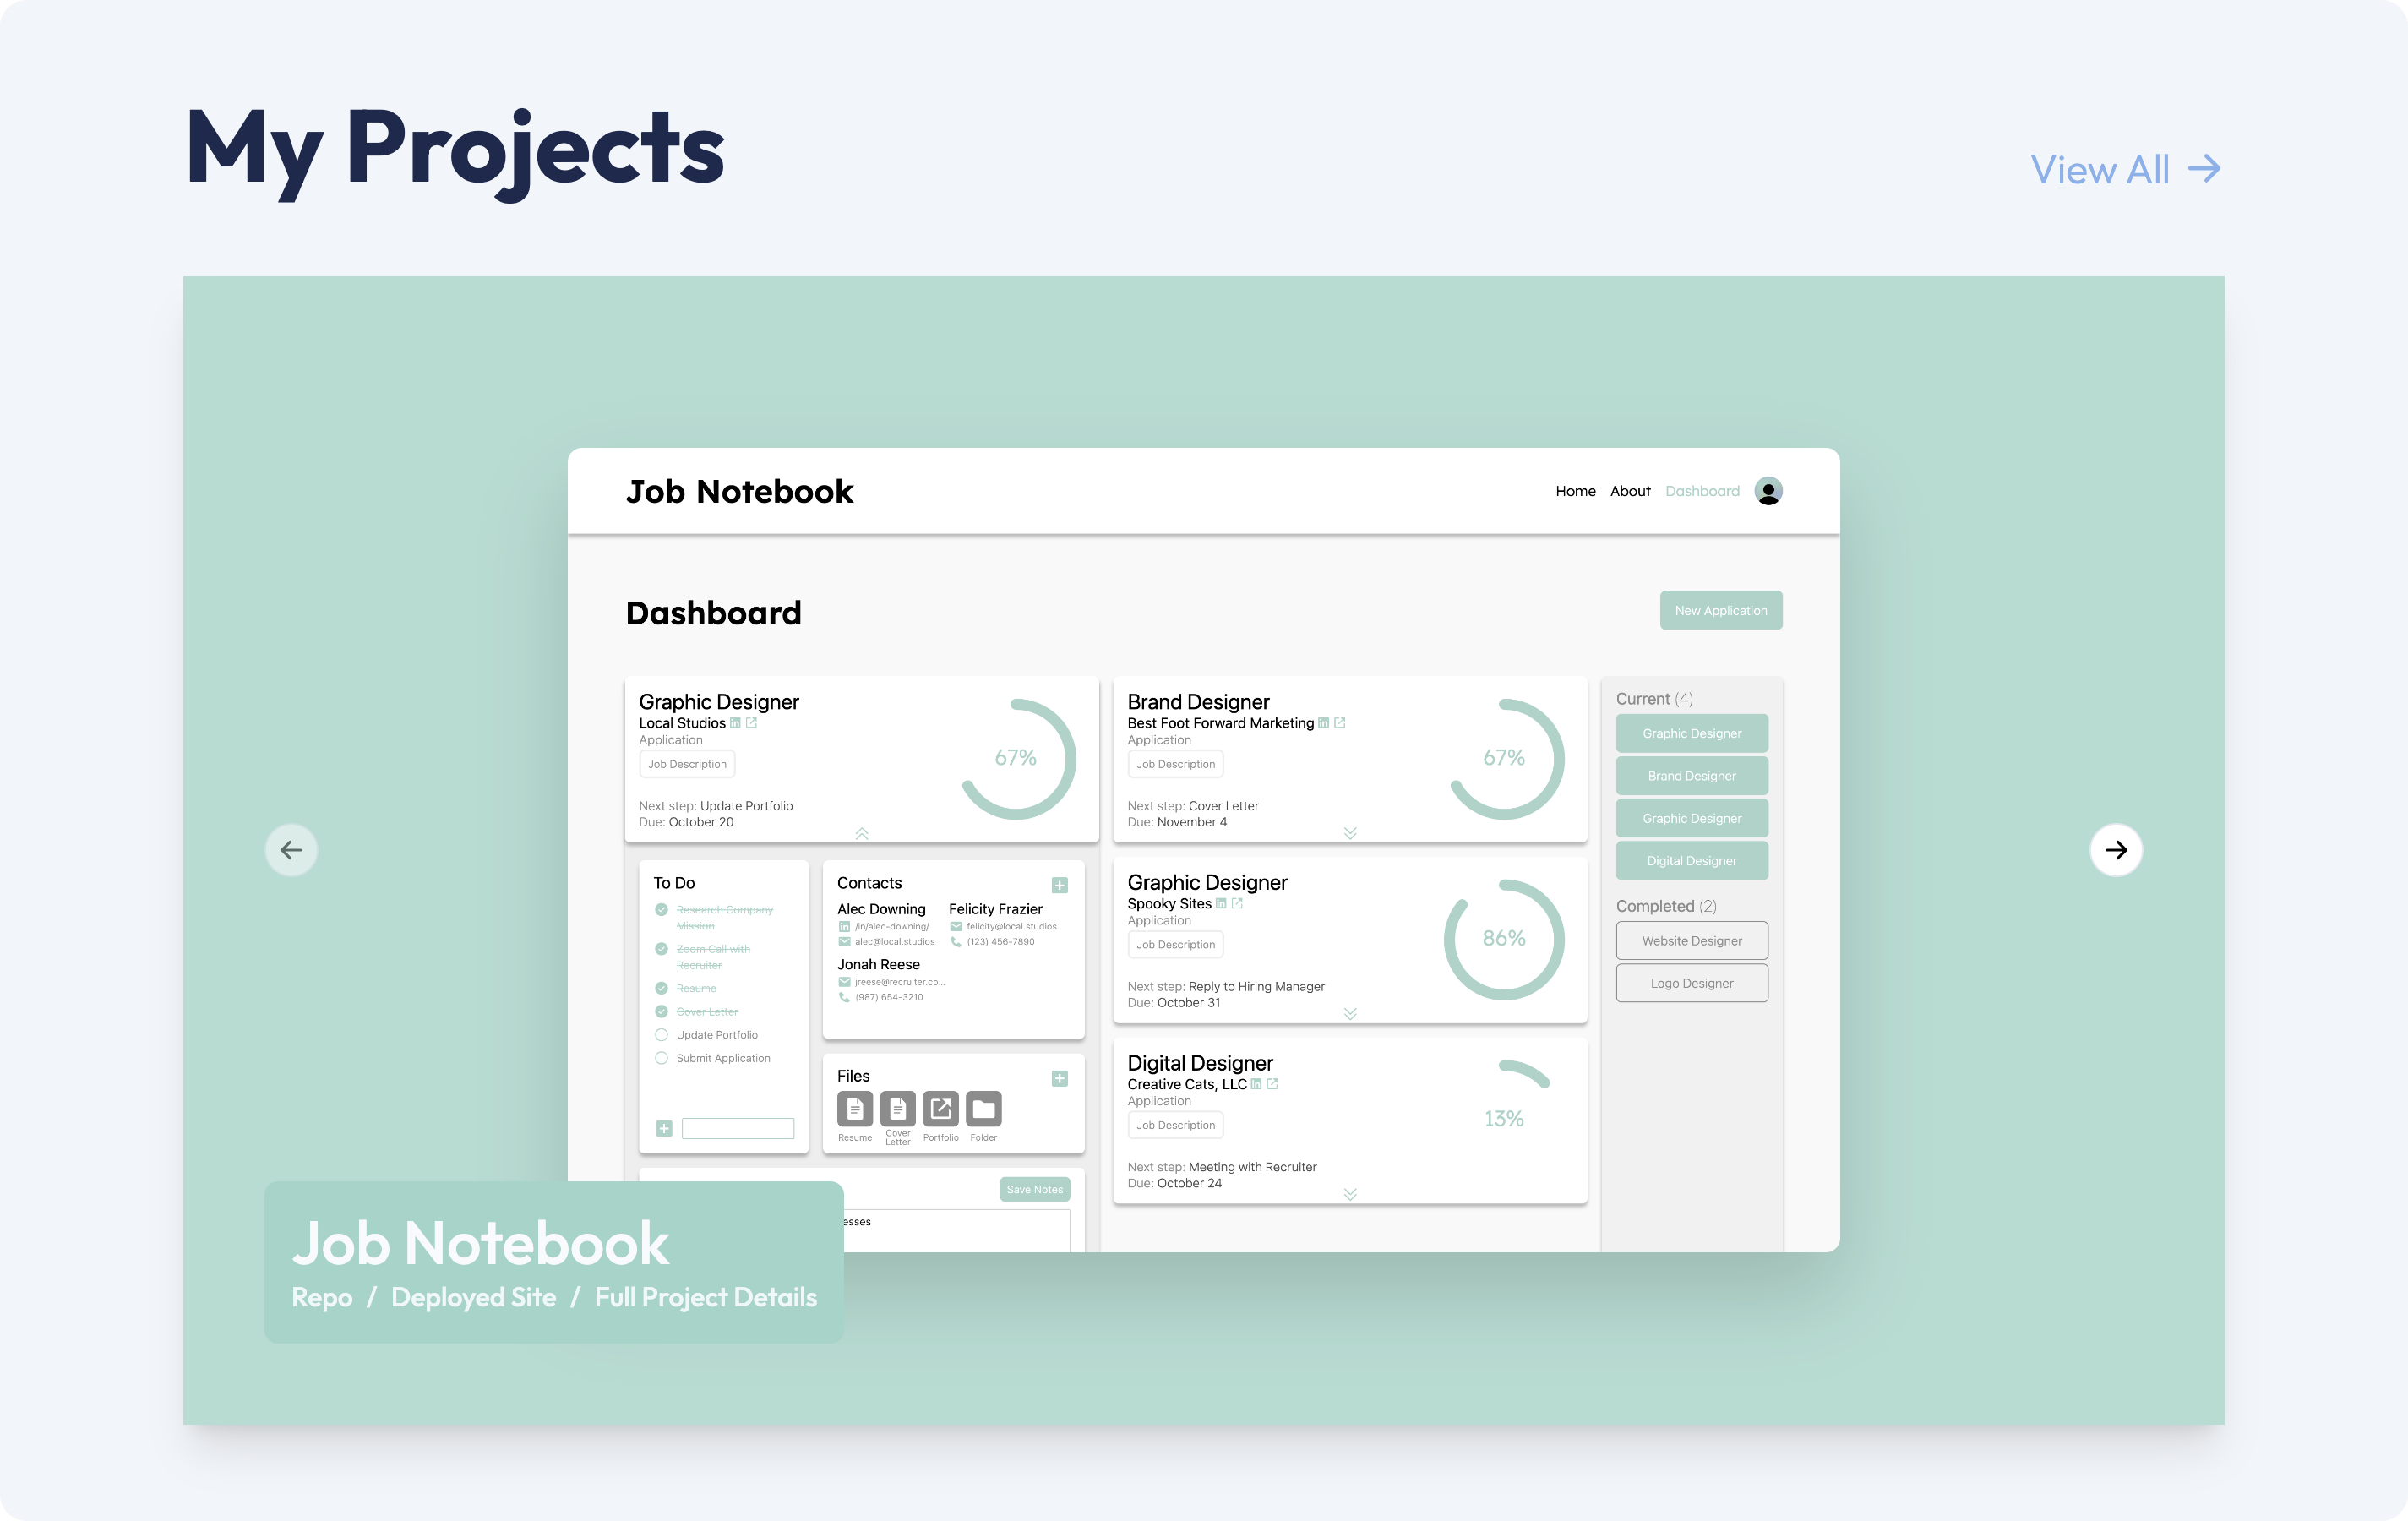 My Projects
View All
Job Notebook
Home About Dashboard
Dashboard
New Application
Graphic Designer
Local Studios
Application
Job Description
67%
Next step: Update Portfolio
Due: October 20
To Do
Research Company
Mission
Zoom Call with
Recruiter
Resume
Cover Letter
Update Portfolio
Submit Application
Contacts
Alec Downing
/in/alec-downing/
alec@local.studios
Felicity Frazier
felicity@local.studios
(123) 456-7890
Jonah Reese
jreese@recruiter.co...
(987) 654-3210
Files
Resume
Cover
Letter
Portfolio
Folder
Save Notes
esses
Brand Designer
Best Foot Forward Marketing
Application
Job Description
67%
Next step: Cover Letter
Due: November 4
Graphic Designer
Spooky Sites
Application
Job Description
86%
Next step: Reply to Hiring Manager
Due: October 31
Digital Designer
Creative Cats, LLC
Application
Job Description
13%
Next step: Meeting with Recruiter
Due: October 24
Current (4)
Graphic Designer
Brand Designer
Graphic Designer
Digital Designer
Completed (2)
Website Designer
Logo Designer
Job Notebook
Repo / Deployed Site / Full Project Details